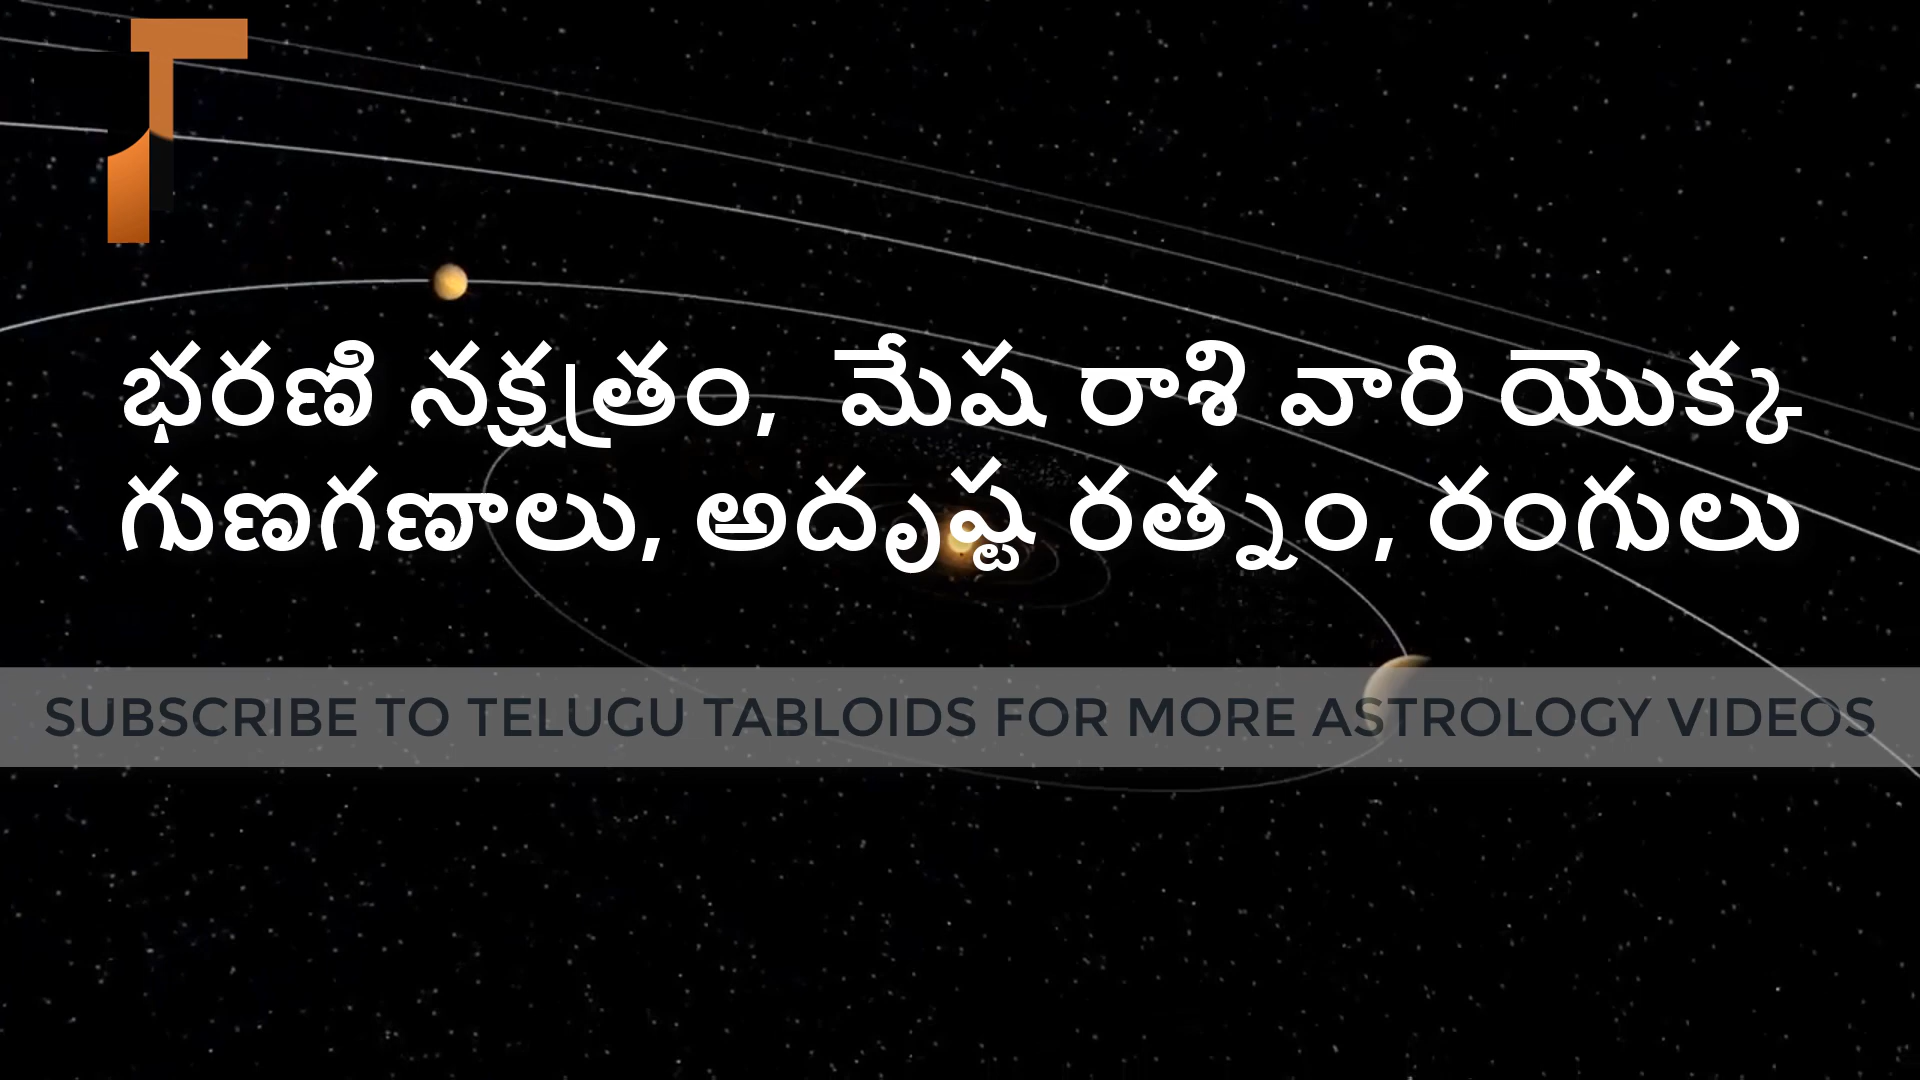 భరణి నక్షత్రం, మేష రాశి వారి యొక్క
గుణగణాలు, అదృష్ట రత్నం, రంగులు
SUBSCRIBE TO TELUGU TABLOIDS FOR MORE ASTROLOGY VIDEOS